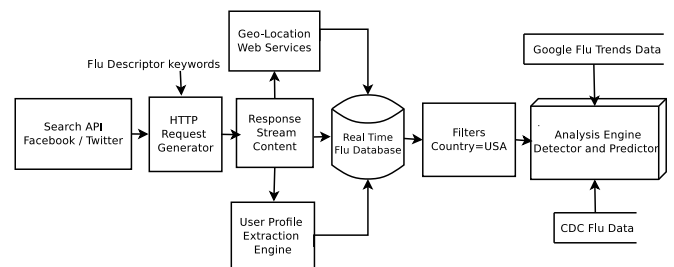 Geo-Location
Web Services
Google Flu Trends Data
Flu Descriptor keywords
Search API
Facebook / Twitter
HTTP
Request
Generator
Response
Stream
Content
Real Time
Flu Database
Filters
Country=USA
Analysis Engine
Detector and Predictor
User Profile
Extraction
Engine
CDC Flu Data